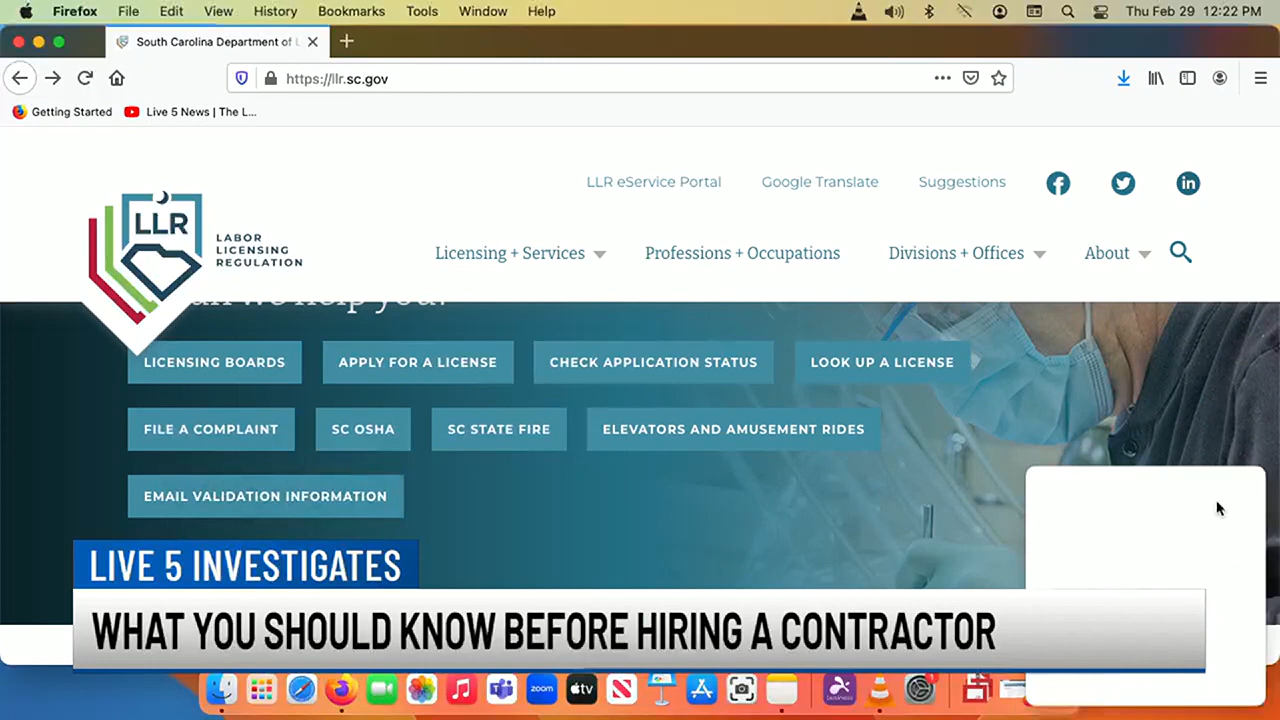 Firefox File Edit View History Bookmarks Tools Window Help Thu Feb 29 12:22 PM
South Carolina Department of L
https://llr.sc.gov
Getting Started Live 5 News | The L...
LLR eService Portal Google Translate Suggestions
LLR
LABOR
LICENSING
REGULATION
Licensing + Services Professions + Occupations Divisions + Offices About
we help you?
LICENSING BOARDS APPLY FOR A LICENSE CHECK APPLICATION STATUS LOOK UP A LICENSE
FILE A COMPLAINT SC OSHA SC STATE FIRE ELEVATORS AND AMUSEMENT RIDES
EMAIL VALIDATION INFORMATION
LIVE 5 INVESTIGATES
WHAT YOU SHOULD KNOW BEFORE HIRING A CONTRACTOR
zoom
tv